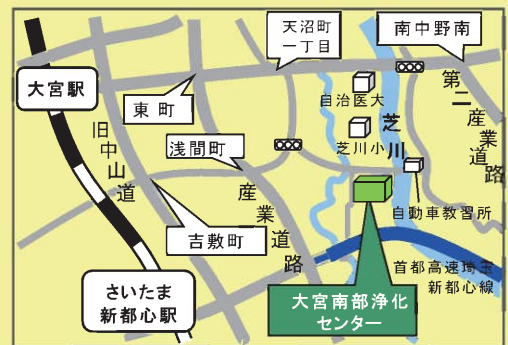 天沼町
一丁目
南中野南
大宮駅
東町
自治医大
芝川小
芝川
第二産業道路
旧中山道
浅間町
産業道路
自動車教習所
吉敷町
首都高速埼玉
新都心線
さいたま
新都心駅
大宮南部浄化
センター